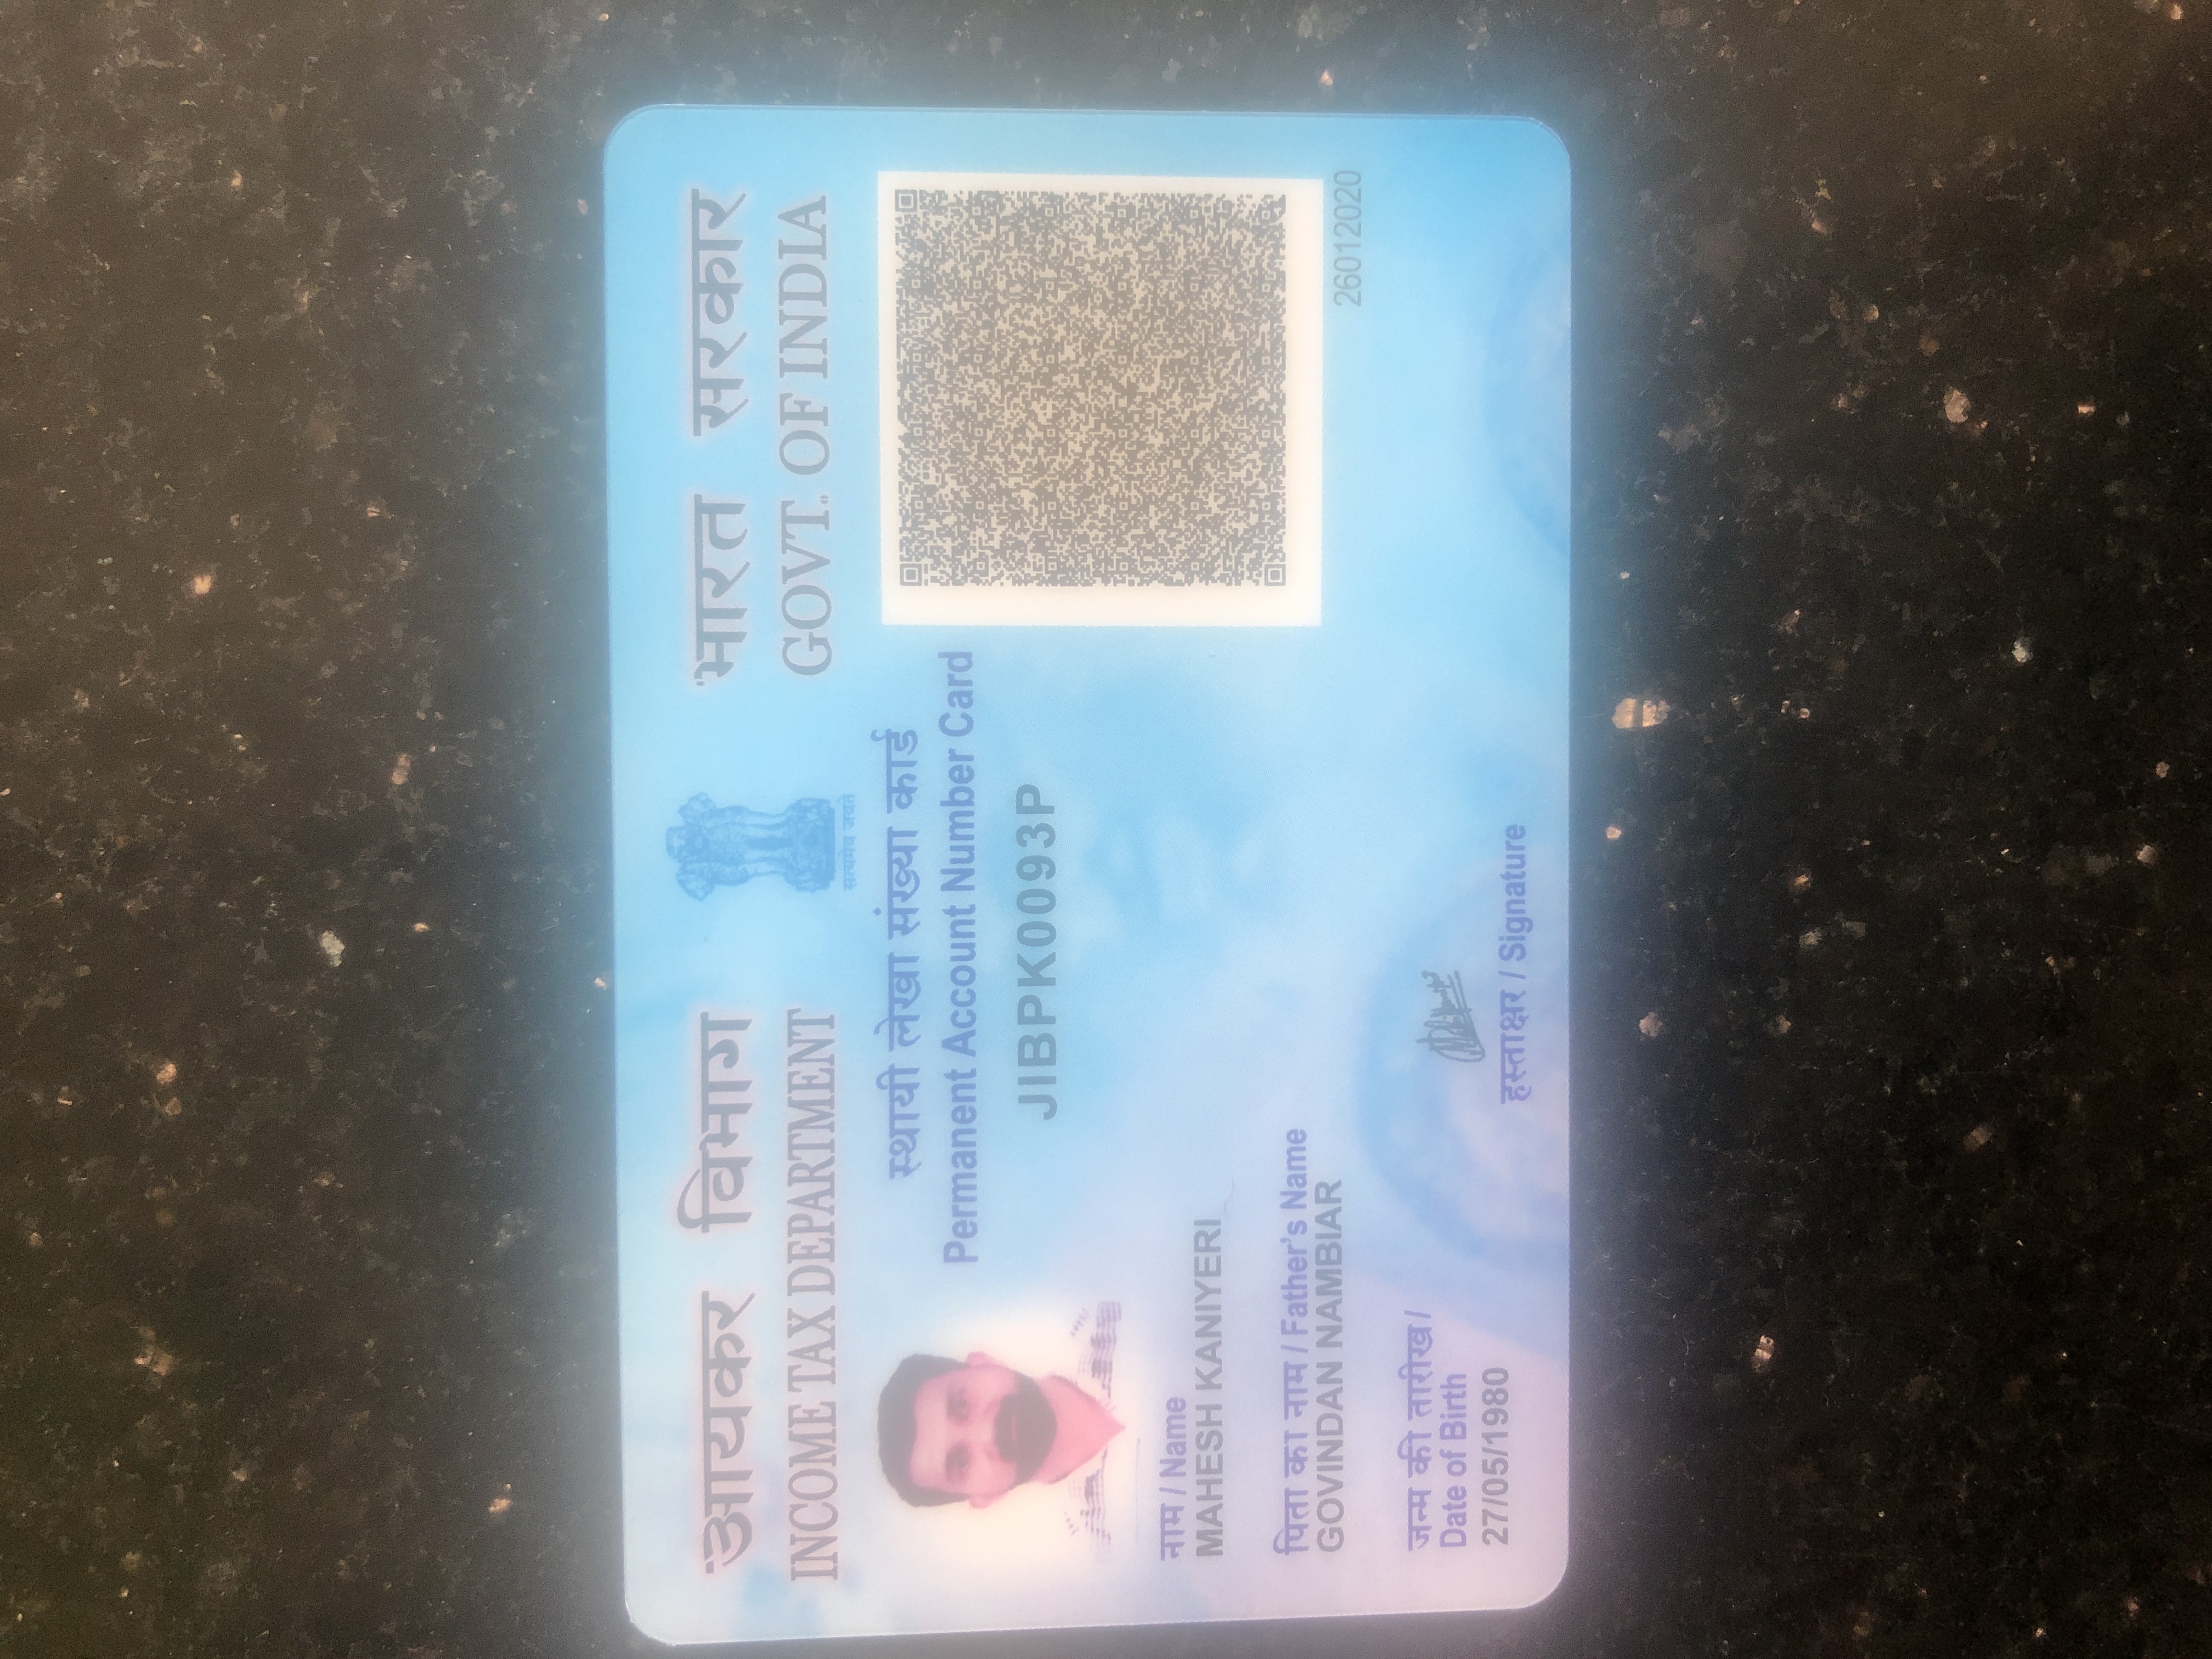 आयकर विभाग
INCOME TAX DEPARTMENT
सत्यमेव जयते
भारत सरकार
GOVT. OF INDIA
स्थायी लेखा संख्या कार्ड
Permanent Account Number Card
JIBPK0093P
नाम / Name
MAHESH KANIYERI
पिता का नाम / Father's Name
GOVINDAN NAMBIAR
26012020
जन्म की तारीख /
Date of Birth
27/05/1980
हस्ताक्षर / Signature